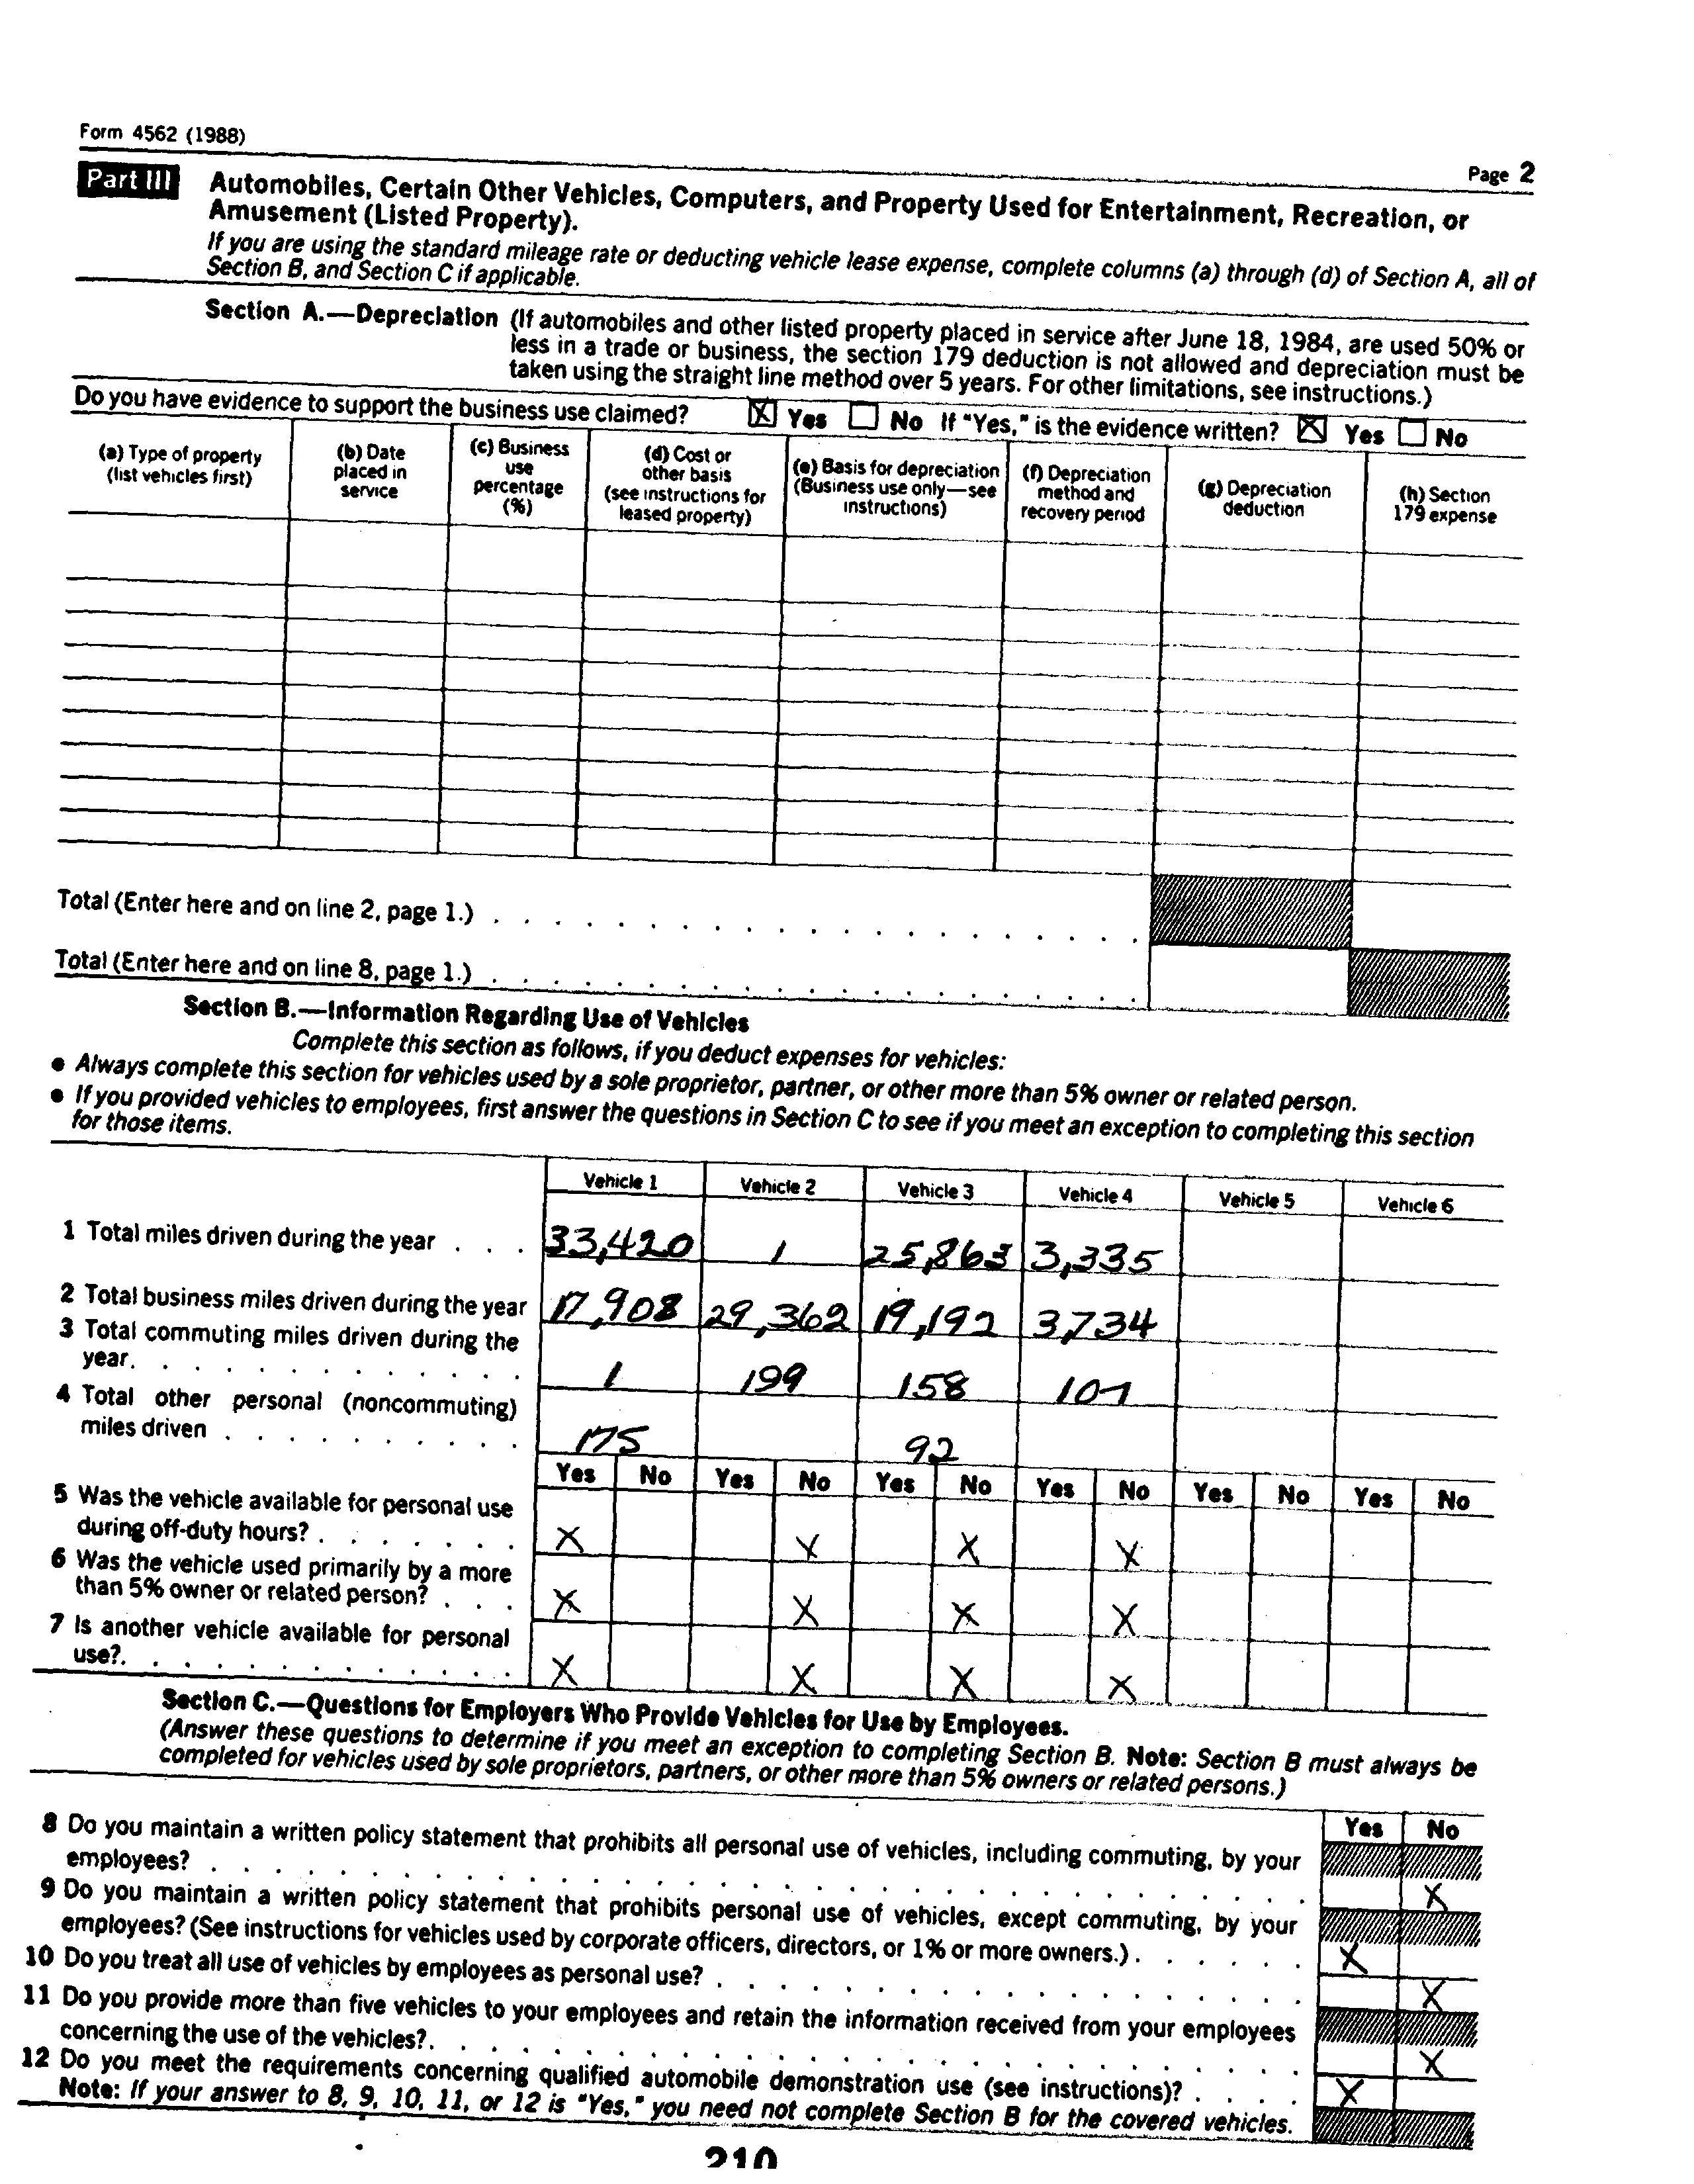 Form 4562 (1988)
Page 2
Part III Automobiles, Certain Other Vehicles, Computers, and Property Used for Entertainment, Recreation, or
Amusement (Listed Property).
If you are using the standard mileage rate or deducting vehicle lease expense, complete columns (a) through (d) of Section A, all of
Section B, and Section C if applicable.
Section A.—Depreciation (If automobiles and other listed property placed in service after June 18, 1984, are used 50% or
less in a trade or business, the section 179 deduction is not allowed and depreciation must be
taken using the straight line method over 5 years. For other limitations, see instructions.)
Do you have evidence to support the business use claimed? X Yes No If "Yes," is the evidence written? X Yes No
(a) Type of property
(list vehicles first)
(b) Date
placed in
service
(c) Business
use
percentage
(%)
(d) Cost or
other basis
(see instructions for
leased property)
(e) Basis for depreciation
(Business use only—see
instructions)
(f) Depreciation
method and
recovery period
(g) Depreciation
deduction
(h) Section
179 expense
Total (Enter here and on line 2, page 1.)
Total (Enter here and on line 8, page 1.)
Section B.—Information Regarding Use of Vehicles
Complete this section as follows, if you deduct expenses for vehicles:
● Always complete this section for vehicles used by a sole proprietor, partner, or other more than 5% owner or related person.
● If you provided vehicles to employees, first answer the questions in Section C to see if you meet an exception to completing this section
for those items.
Vehicle 1 Vehicle 2 Vehicle 3 Vehicle 4 Vehicle 5 Vehicle 6
1 Total miles driven during the year . . . 33,420 1 25,863 3,335
2 Total business miles driven during the year 17,908 29,362 19,192 3,734
3 Total commuting miles driven during the
year. 1 199 158 107
4 Total other personal (noncommuting)
miles driven 175 92
Yes No Yes No Yes No Yes No Yes No Yes No
5 Was the vehicle available for personal use
during off-duty hours? X X X X
6 Was the vehicle used primarily by a more
than 5% owner or related person? X X X X
7 Is another vehicle available for personal
use?. X X X X
Section C.—Questions for Employers Who Provide Vehicles for Use by Employees.
(Answer these questions to determine if you meet an exception to completing Section B. Note: Section B must always be
completed for vehicles used by sole proprietors, partners, or other more than 5% owners or related persons.)
Yes No
8 Do you maintain a written policy statement that prohibits all personal use of vehicles, including commuting, by your
employees? X
9 Do you maintain a written policy statement that prohibits personal use of vehicles, except commuting, by your
employees? (See instructions for vehicles used by corporate officers, directors, or 1% or more owners.) X
10 Do you treat all use of vehicles by employees as personal use? X
11 Do you provide more than five vehicles to your employees and retain the information received from your employees
concerning the use of the vehicles?. X
12 Do you meet the requirements concerning qualified automobile demonstration use (see instructions)? X
Note: If your answer to 8, 9, 10, 11, or 12 is "Yes," you need not complete Section B for the covered vehicles.
210